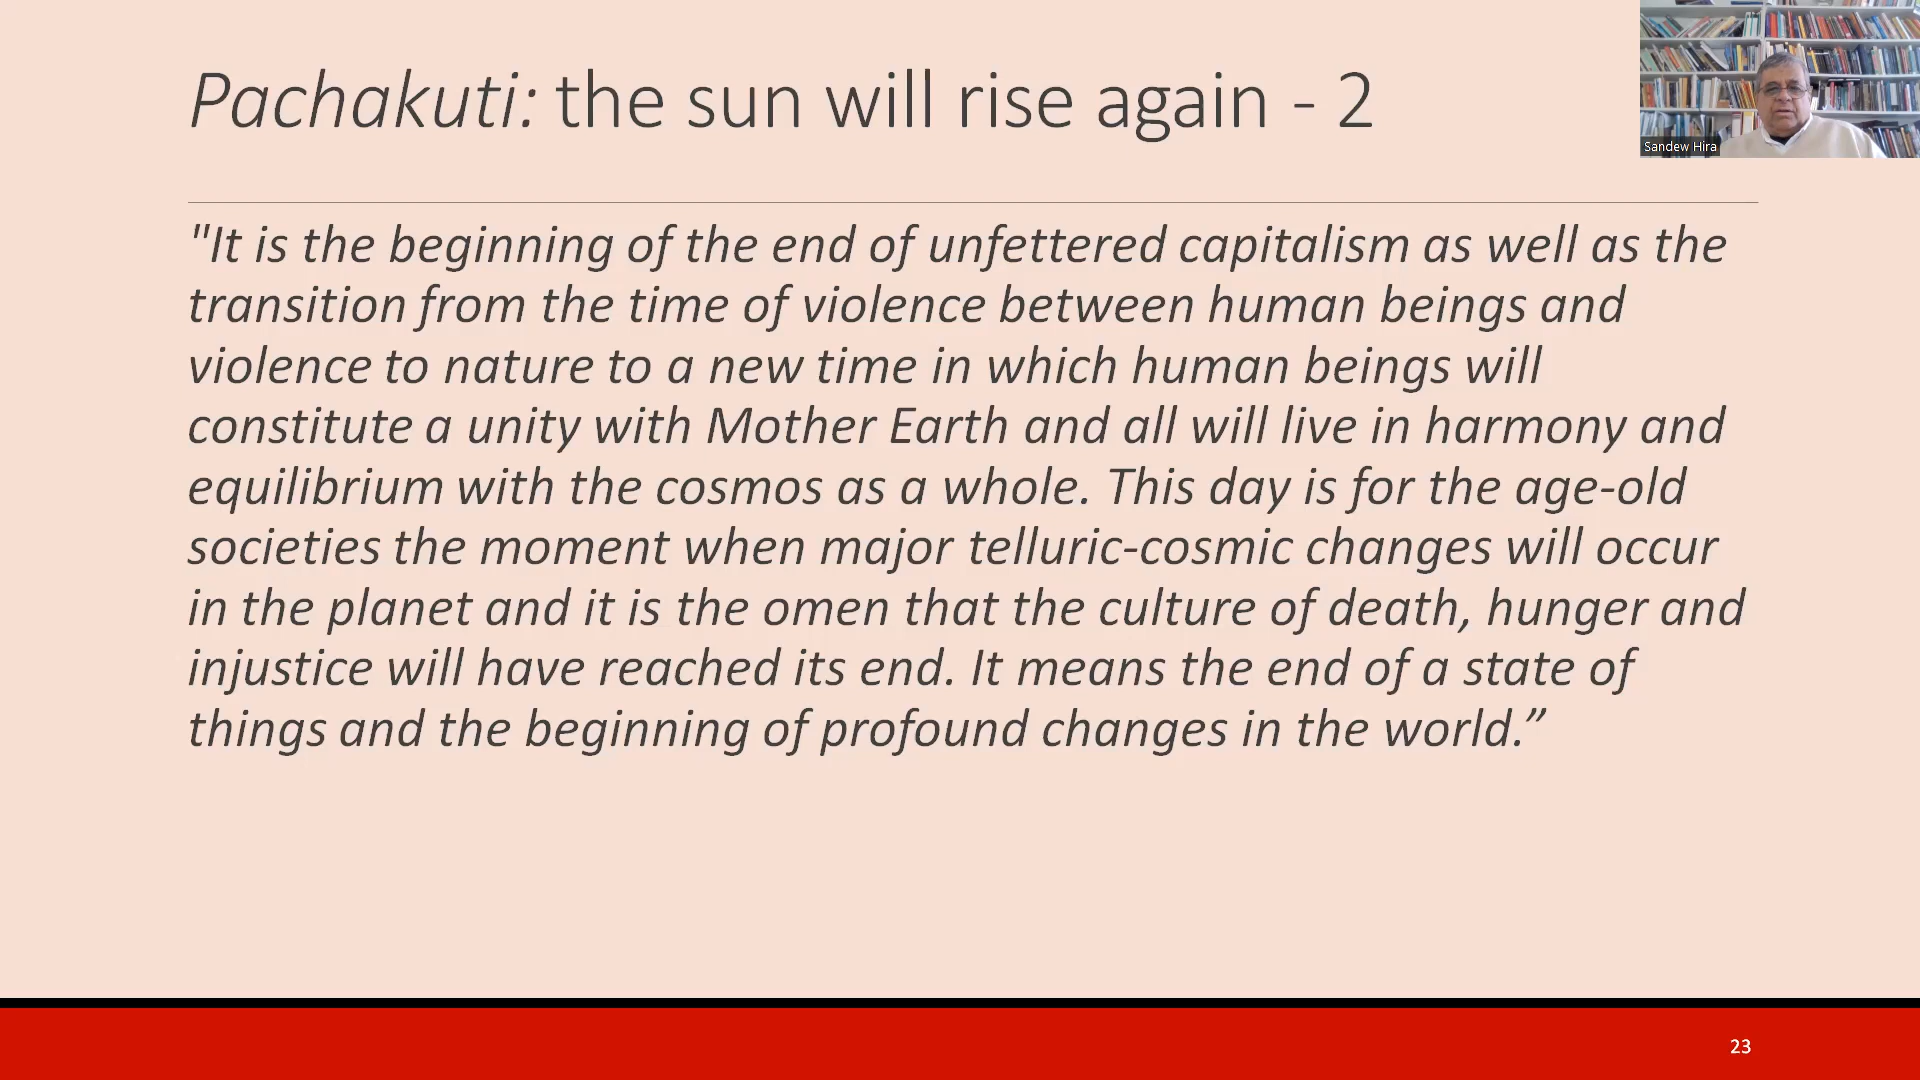 Pachakuti: the sun will rise again - 2
Sandew Hira
"It is the beginning of the end of unfettered capitalism as well as the
transition from the time of violence between human beings and
violence to nature to a new time in which human beings will
constitute a unity with Mother Earth and all will live in harmony and
equilibrium with the cosmos as a whole. This day is for the age-old
societies the moment when major telluric-cosmic changes will occur
in the planet and it is the omen that the culture of death, hunger and
injustice will have reached its end. It means the end of a state of
things and the beginning of profound changes in the world.”
23